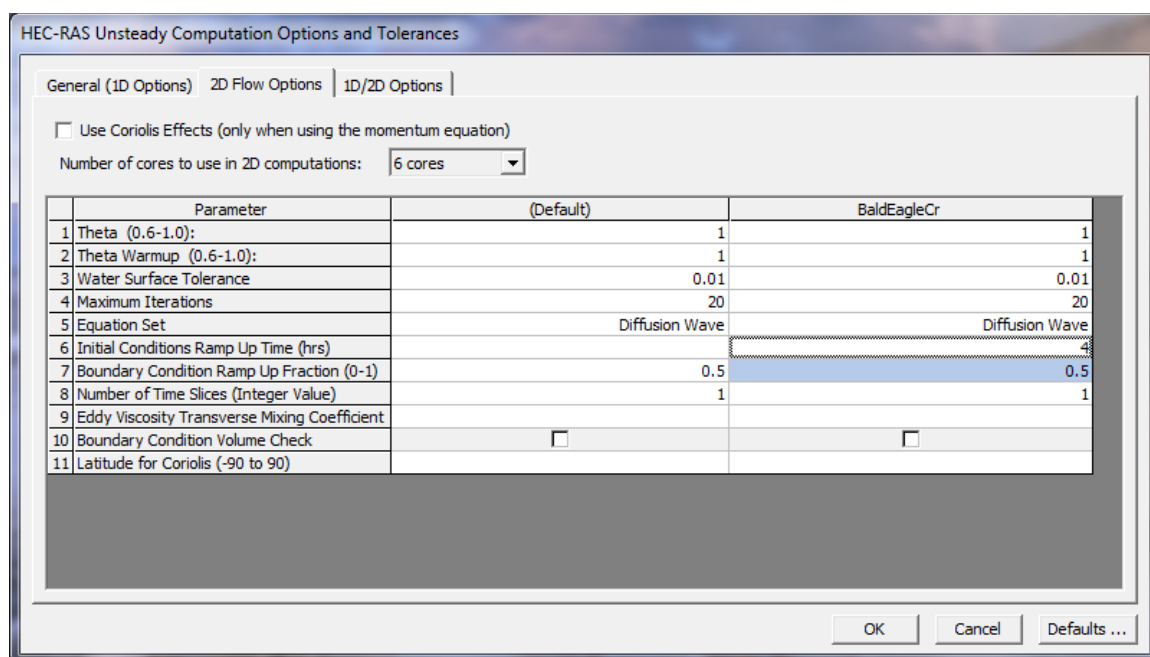 HEC-RAS Unsteady Computation Options and Tolerances
General (1D Options) 2D Flow Options 1D/2D Options
Use Coriolis Effects (only when using the momentum equation)
Number of cores to use in 2D computations: 6 cores
Parameter (Default) BaldEagleCr
1 Theta (0.6-1.0): 1 1
2 Theta Warmup (0.6-1.0): 1 1
3 Water Surface Tolerance 0.01 0.01
4 Maximum Iterations 20 20
5 Equation Set Diffusion Wave Diffusion Wave
6 Initial Conditions Ramp Up Time (hrs) 4
7 Boundary Condition Ramp Up Fraction (0-1) 0.5 0.5
8 Number of Time Slices (Integer Value) 1 1
9 Eddy Viscosity Transverse Mixing Coefficient
10 Boundary Condition Volume Check
11 Latitude for Coriolis (-90 to 90)
OK Cancel Defaults ...